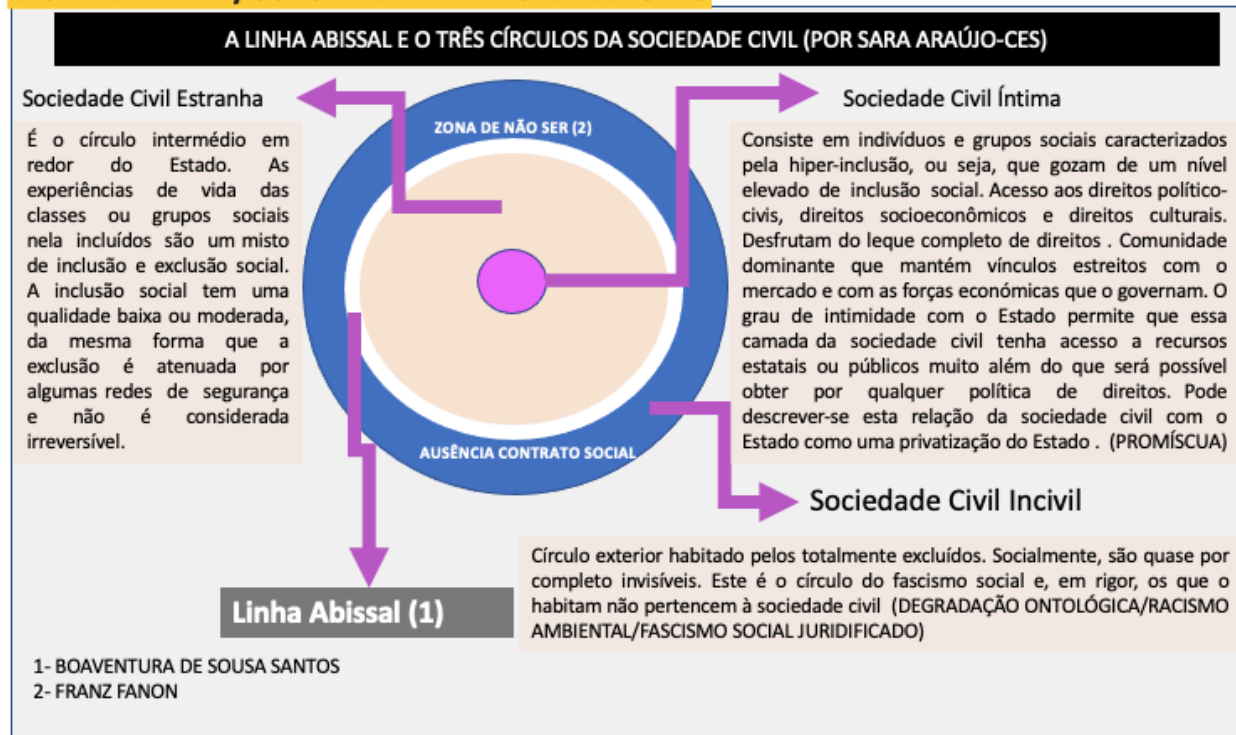 A LINHA ABISSAL E O TRÊS CÍRCULOS DA SOCIEDADE CIVIL (POR SARA ARAÚJO-CES)
Sociedade Civil Estranha
É o círculo intermédio em
redor do Estado. As
experiências de vida das
classes ou grupos sociais
nela incluídos são um misto
de inclusão e exclusão social.
A inclusão social tem uma
qualidade baixa ou moderada,
da mesma forma que a
exclusão é atenuada por
algumas redes de segurança
e não é considerada
irreversível.
ZONA DE NÃO SER (2)
AUSÊNCIA CONTRATO SOCIAL
Sociedade Civil Íntima
Consiste em indivíduos e grupos sociais caracterizados
pela hiper-inclusão, ou seja, que gozam de um nível
elevado de inclusão social. Acesso aos direitos político-
civis, direitos socioeconômicos e direitos culturais.
Desfrutam do leque completo de direitos . Comunidade
dominante que mantém vínculos estreitos com o
mercado e com as forças económicas que o governam. O
grau de intimidade com o Estado permite que essa
camada da sociedade civil tenha acesso a recursos
estatais ou públicos muito além do que será possível
obter por qualquer política de direitos. Pode
descrever-se esta relação da sociedade civil com o
Estado como uma privatização do Estado . (PROMÍSCUA)
Sociedade Civil Incivil
Círculo exterior habitado pelos totalmente excluídos. Socialmente, são quase por
completo invisíveis. Este é o círculo do fascismo social e, em rigor, os que o
habitam não pertencem à sociedade civil (DEGRADAÇÃO ONTOLÓGICA/RACISMO
AMBIENTAL/FASCISMO SOCIAL JURIDIFICADO)
Linha Abissal (1)
1- BOAVENTURA DE SOUSA SANTOS
2- FRANZ FANON